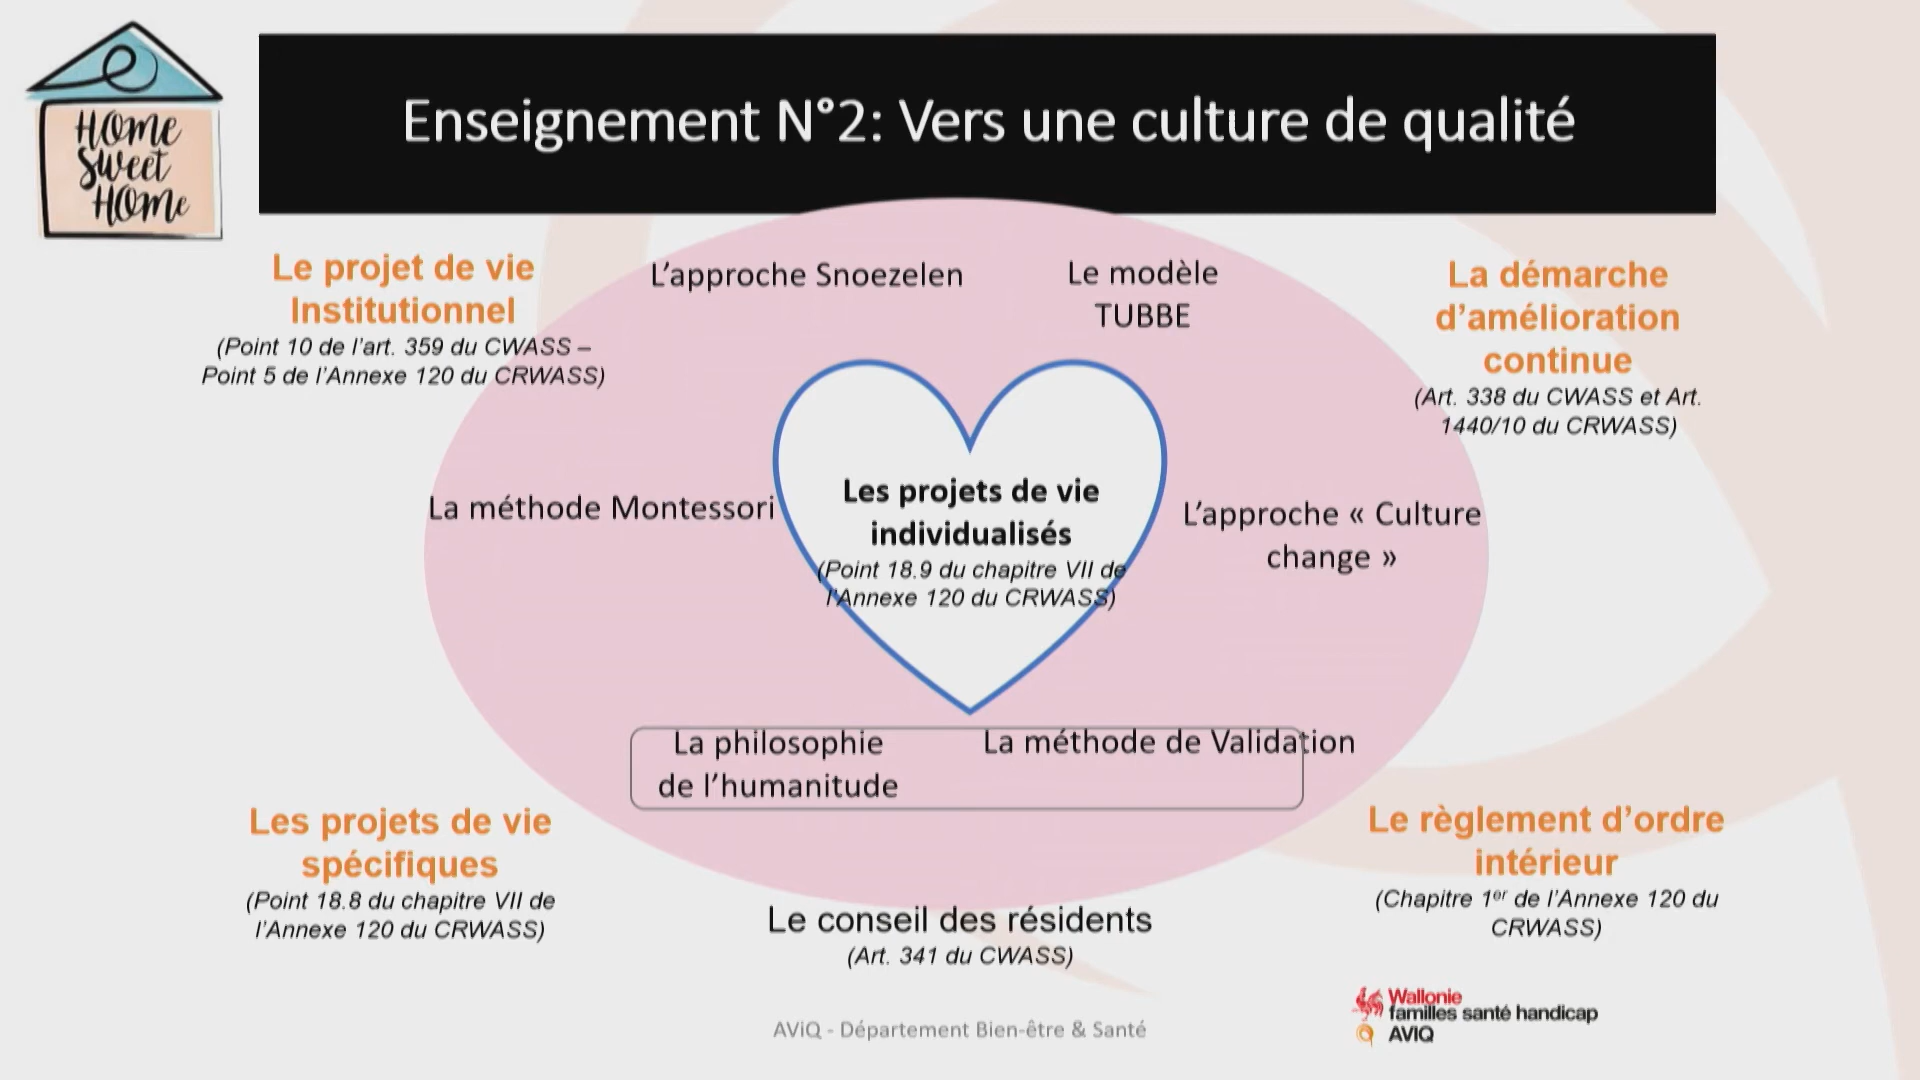 HOME
Sweet
HOMe
Enseignement N°2: Vers une culture de qualité
Le projet de vie
Institutionnel
(Point 10 de l'art. 359 du CWASS –
Point 5 de l'Annexe 120 du CRWASS)
L'approche Snoezelen
Le modèle
TUBBE
La démarche
d'amélioration
continue
(Art. 338 du CWASS et Art.
1440/10 du CRWASS)
La méthode Montessori
Les projets de vie
individualisés
(Point 18.9 du chapitre VII de
l'Annexe 120 du CRWASS)
L'approche « Culture
change »
La philosophie
de l'humanitude
La méthode de Validation
Les projets de vie
spécifiques
(Point 18.8 du chapitre VII de
l'Annexe 120 du CRWASS)
Le conseil des résidents
(Art. 341 du CWASS)
Le règlement d'ordre
intérieur
(Chapitre 1er de l'Annexe 120 du
CRWASS)
AViQ - Département Bien-être & Santé
Wallonie
familles santé handicap
AVIQ